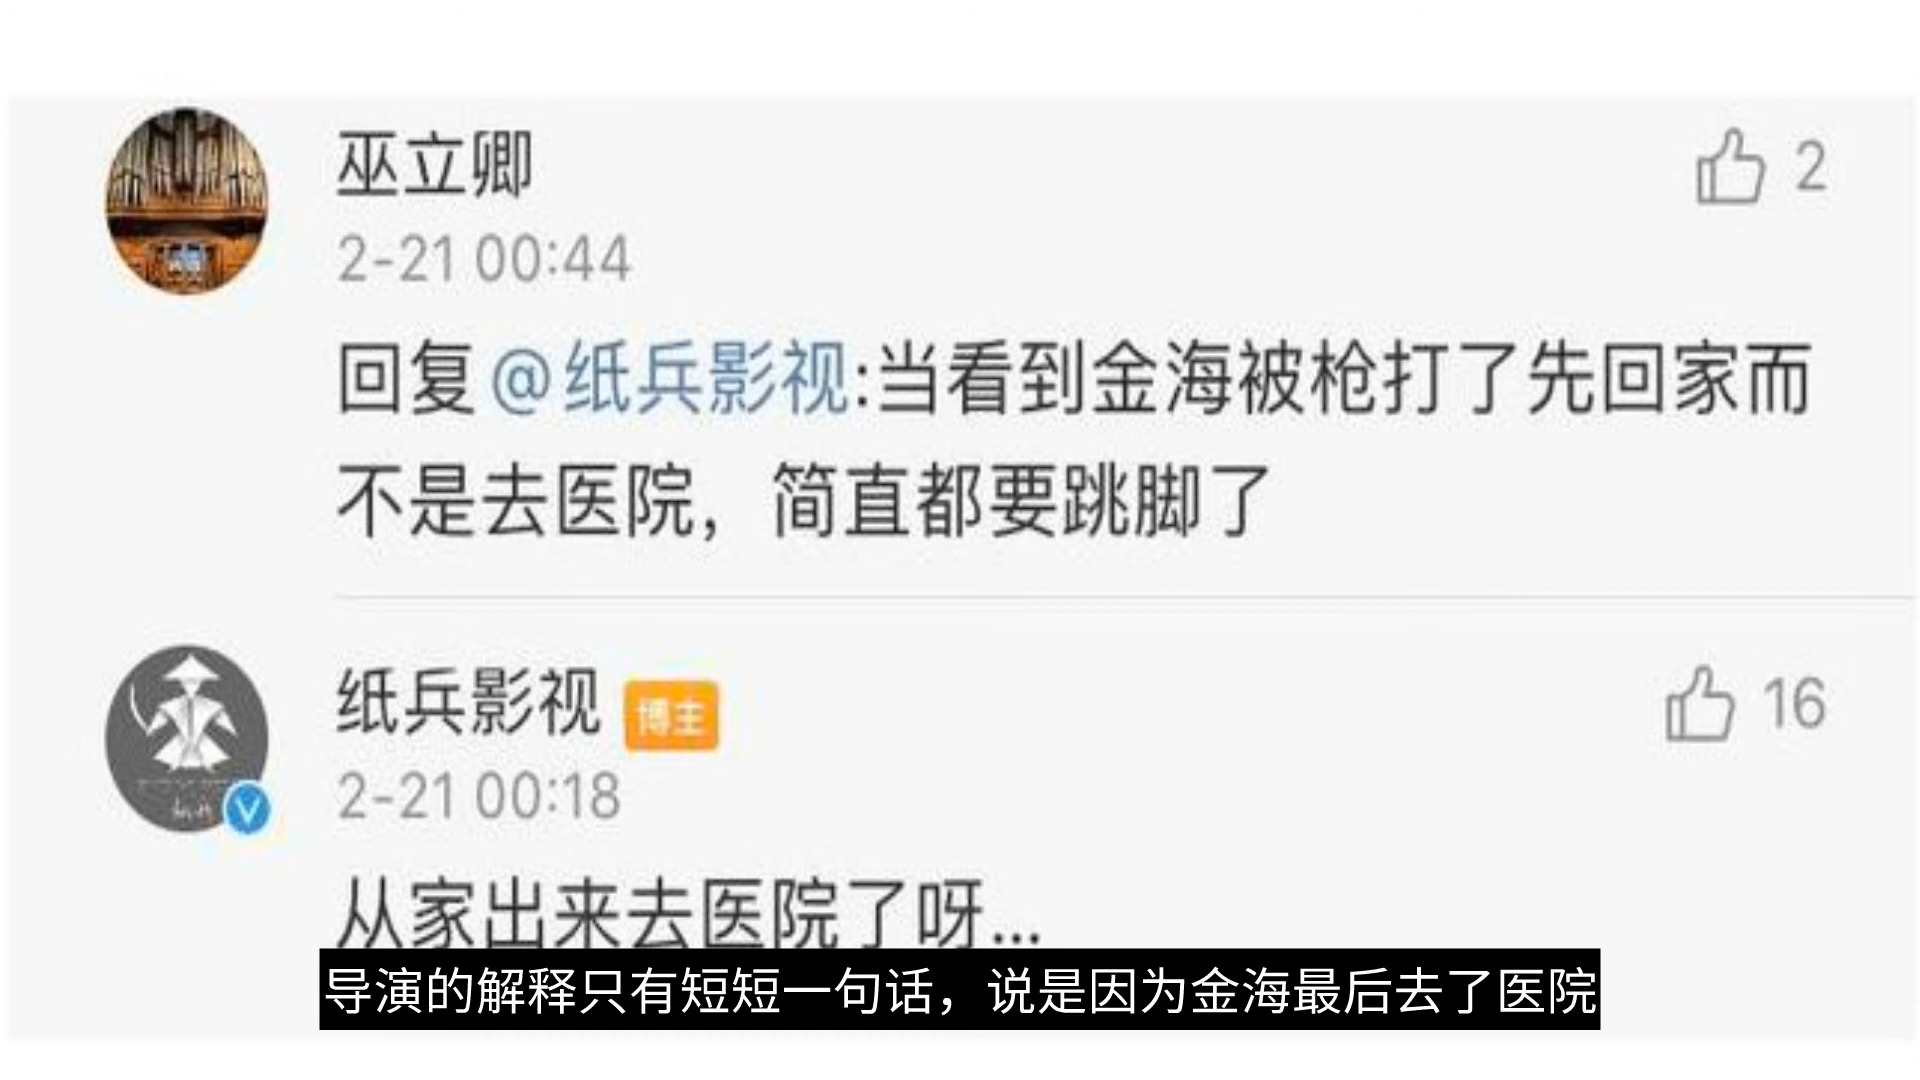 巫立卿
2
2-21 00:44
回复@纸兵影视:当看到金海被枪打了先回家而
不是去医院，简直都要跳脚了
纸兵影视 博主
16
2-21 00:18
从家出来去医院了呀...
导演的解释只有短短一句话，说是因为金海最后去了医院